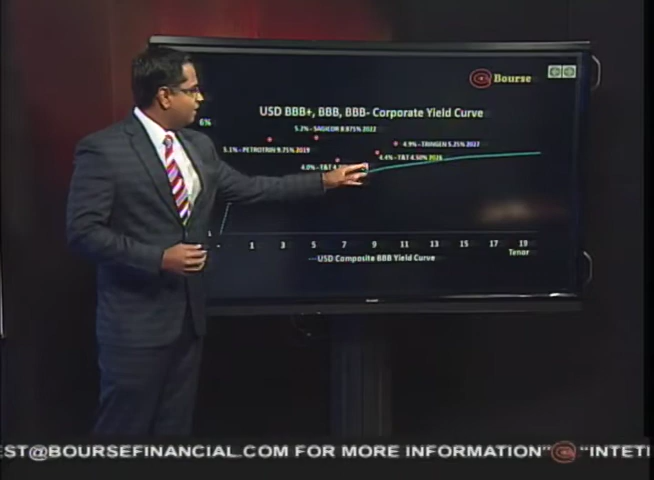 Bourse
USD BBB+, BBB, BBB- Corporate Yield Curve
6%
5.2% - SAGICOR 8.875% 2022
4.9% - TRINGEN 5.25% 2027
5.1% - PETROTRIN 9.75% 2019
4.4% - T&T 4.50% 2026
4.0% - T&T
- 1 3 5 7 9 11 13 15 17 19
Tenor
USD Composite BBB Yield Curve
EST@BOURSEFINANCIAL.COM FOR MORE INFORMATION" "INTE